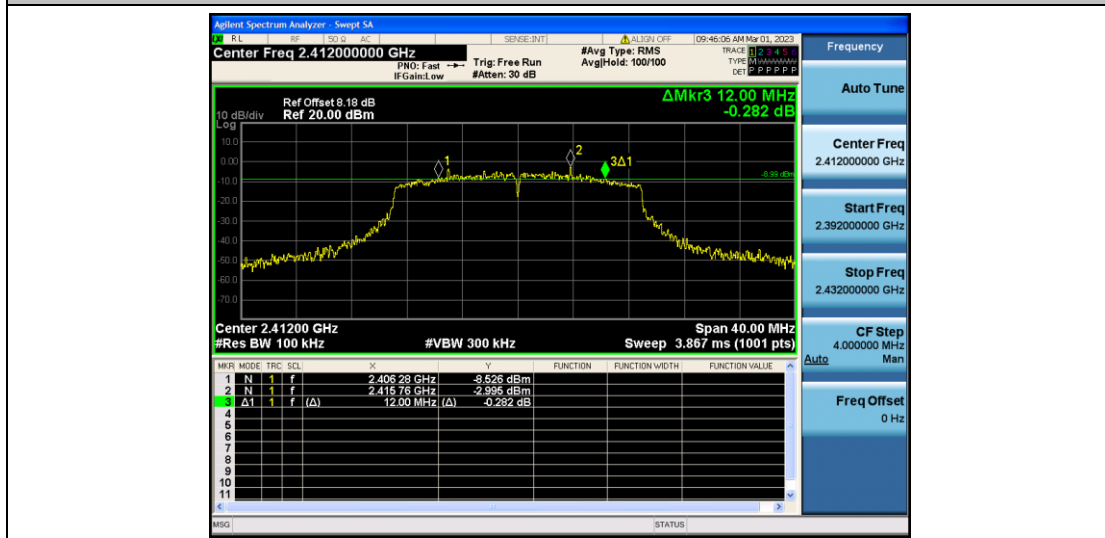 Agilent Spectrum Analyzer - Swept SA
RL RF 50 Ω AC SENSE:INT ALIGN OFF 09:46:06 AM Mar 01, 2023
Center Freq 2.412000000 GHz
PNO: Fast
IFGain:Low
Trig: Free Run
#Atten: 30 dB
#Avg Type: RMS
Avg|Hold: 100/100
TRACE 1 2 3 4 5 6
TYPE M
DET P P P P P P
ΔMkr3 12.00 MHz
-0.282 dB
Ref Offset 8.18 dB
10 dB/div Ref 20.00 dBm
Log
10.0
0.00
-10.0
-20.0
-30.0
-40.0
-50.0
-60.0
-70.0
1
2
3Δ1
-8.99 dBm
Center 2.41200 GHz Span 40.00 MHz
#Res BW 100 kHz #VBW 300 kHz Sweep 3.867 ms (1001 pts)
MKR MODE TRC SCL X Y FUNCTION FUNCTION WIDTH FUNCTION VALUE
1 N 1 f 2.406 28 GHz -8.526 dBm
2 N 1 f 2.415 76 GHz -2.995 dBm
3 Δ1 1 f (Δ) 12.00 MHz (Δ) -0.282 dB
4
5
6
7
8
9
10
11
MSG STATUS
Frequency
Auto Tune
Center Freq
2.412000000 GHz
Start Freq
2.392000000 GHz
Stop Freq
2.432000000 GHz
CF Step
4.000000 MHz
Auto Man
Freq Offset
0 Hz